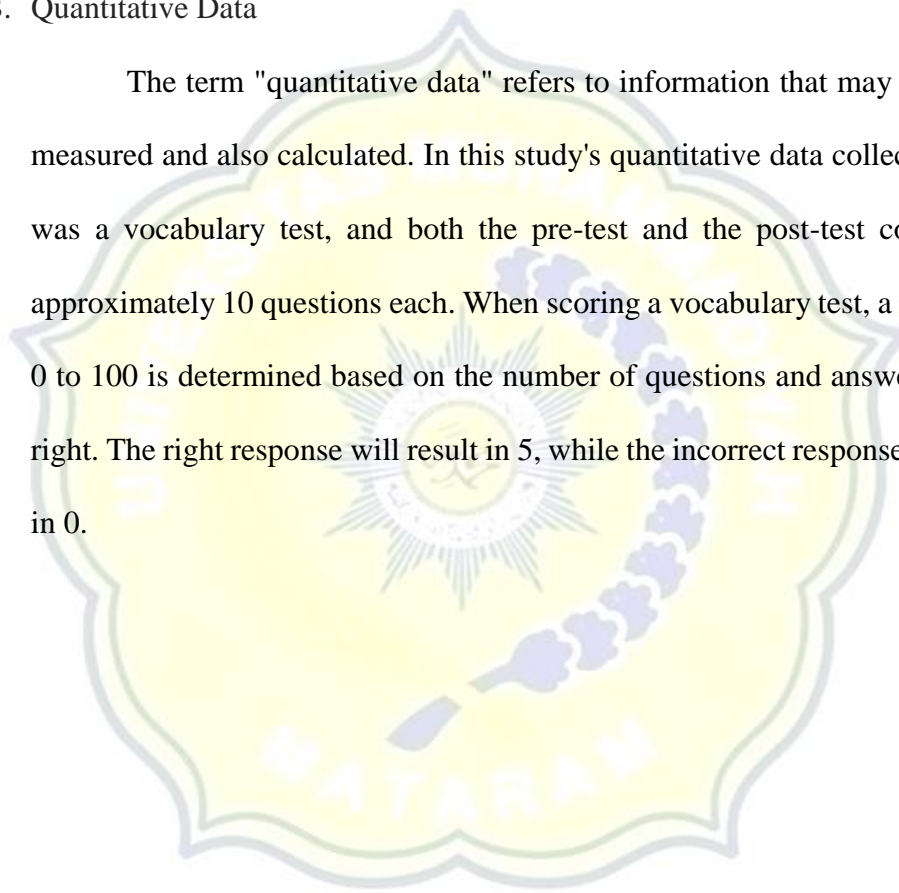 . Quantitative Data
The term "quantitative data" refers to information that may
measured and also calculated. In this study's quantitative data
was a vocabulary test, and both the pre-test and the post-test
approximately 10 questions each. When scoring a vocabulary test, a
0 to 100 is determined based on the number of questions and
right. The right response will result in 5, while the incorrect response
in 0.
UNIVERSITAS MUHAMMADIYAH
MATARAM